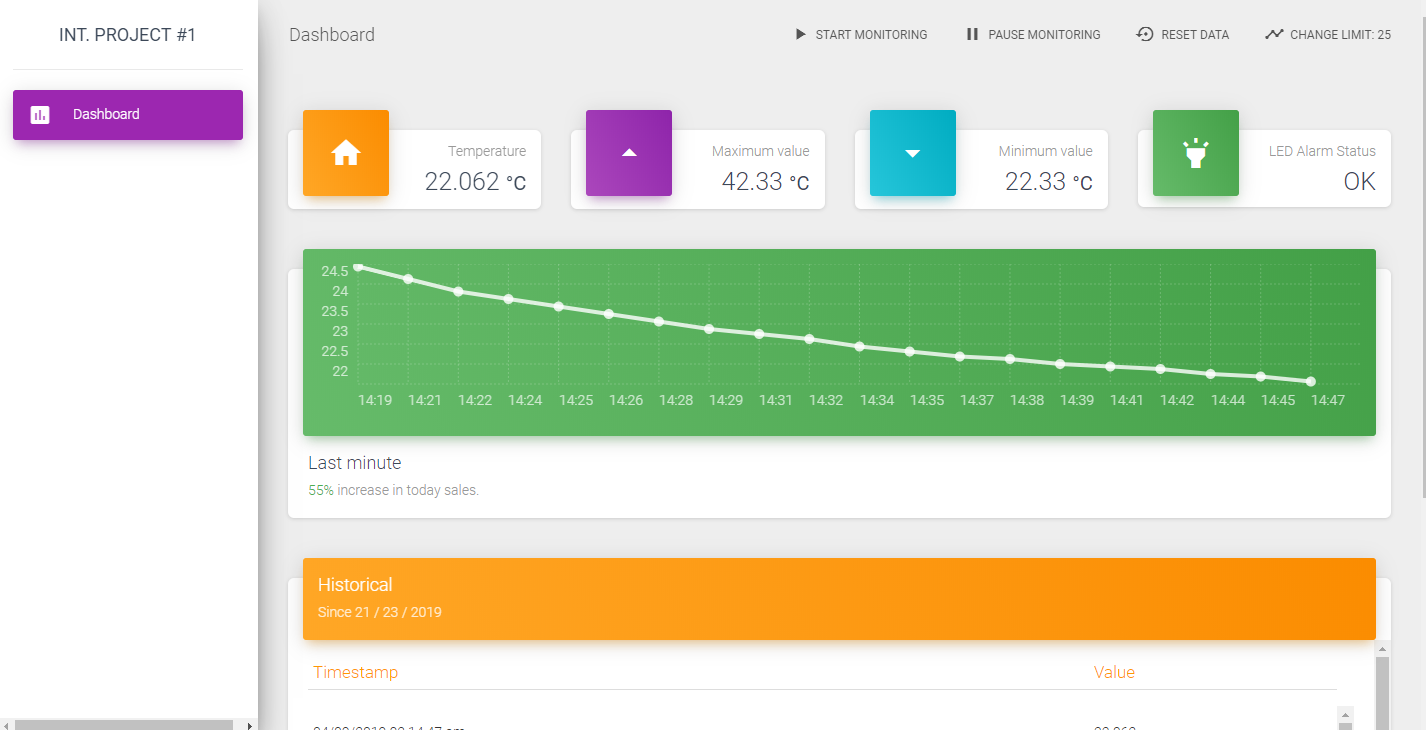 INT. PROJECT #1
Dashboard
Dashboard
START MONITORING
PAUSE MONITORING
RESET DATA
CHANGE LIMIT: 25
Temperature
22.062 °C
Maximum value
42.33 °C
Minimum value
22.33 °C
LED Alarm Status
OK
24.5
24
23.5
23
22.5
22
14:19 14:21 14:22 14:24 14:25 14:26 14:28 14:29 14:31 14:32 14:34 14:35 14:37 14:38 14:39 14:41 14:42 14:44 14:45 14:47
Last minute
55% increase in today sales.
Historical
Since 21 / 23 / 2019
Timestamp Value